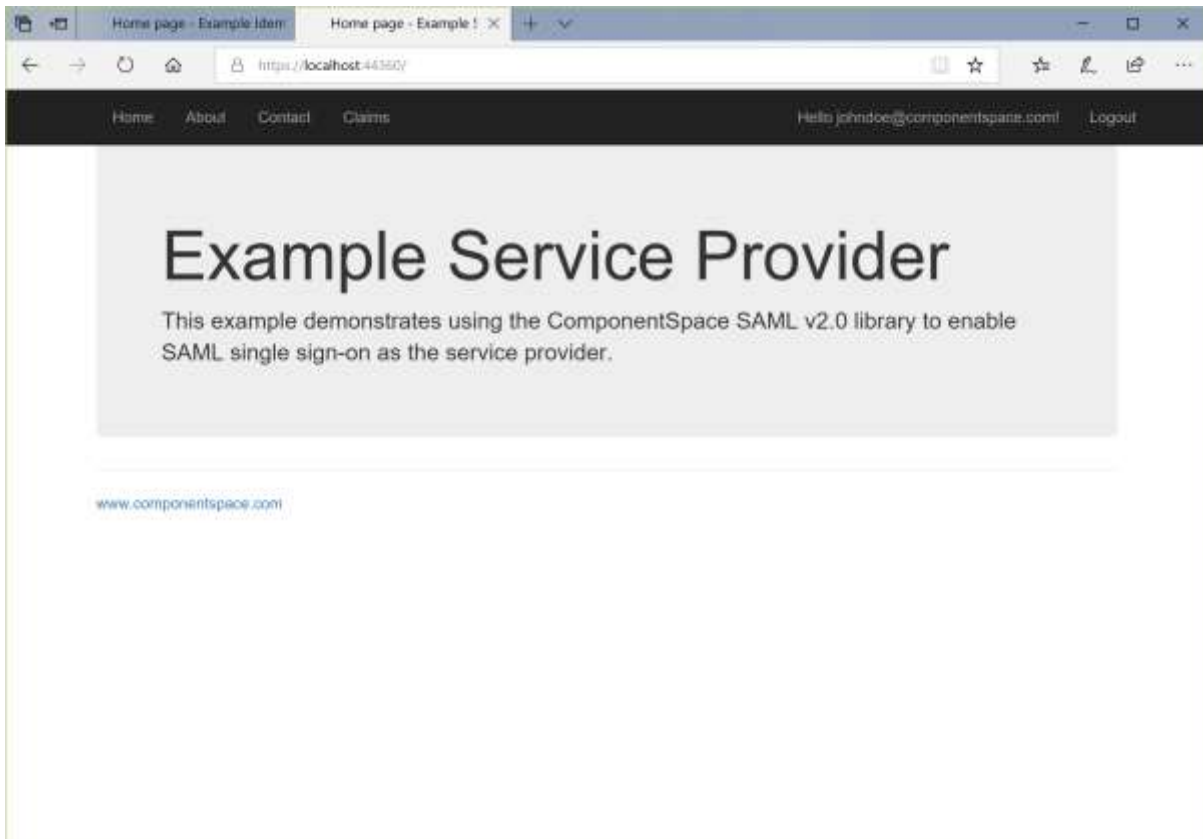 Home page - Example Iden
Home page - Example S
https://localhost:44360/
Home About Contact Claims Hello johndoe@componentspace.com! Logout
Example Service Provider
This example demonstrates using the ComponentSpace SAML v2.0 library to enable
SAML single sign-on as the service provider.
www.componentspace.com